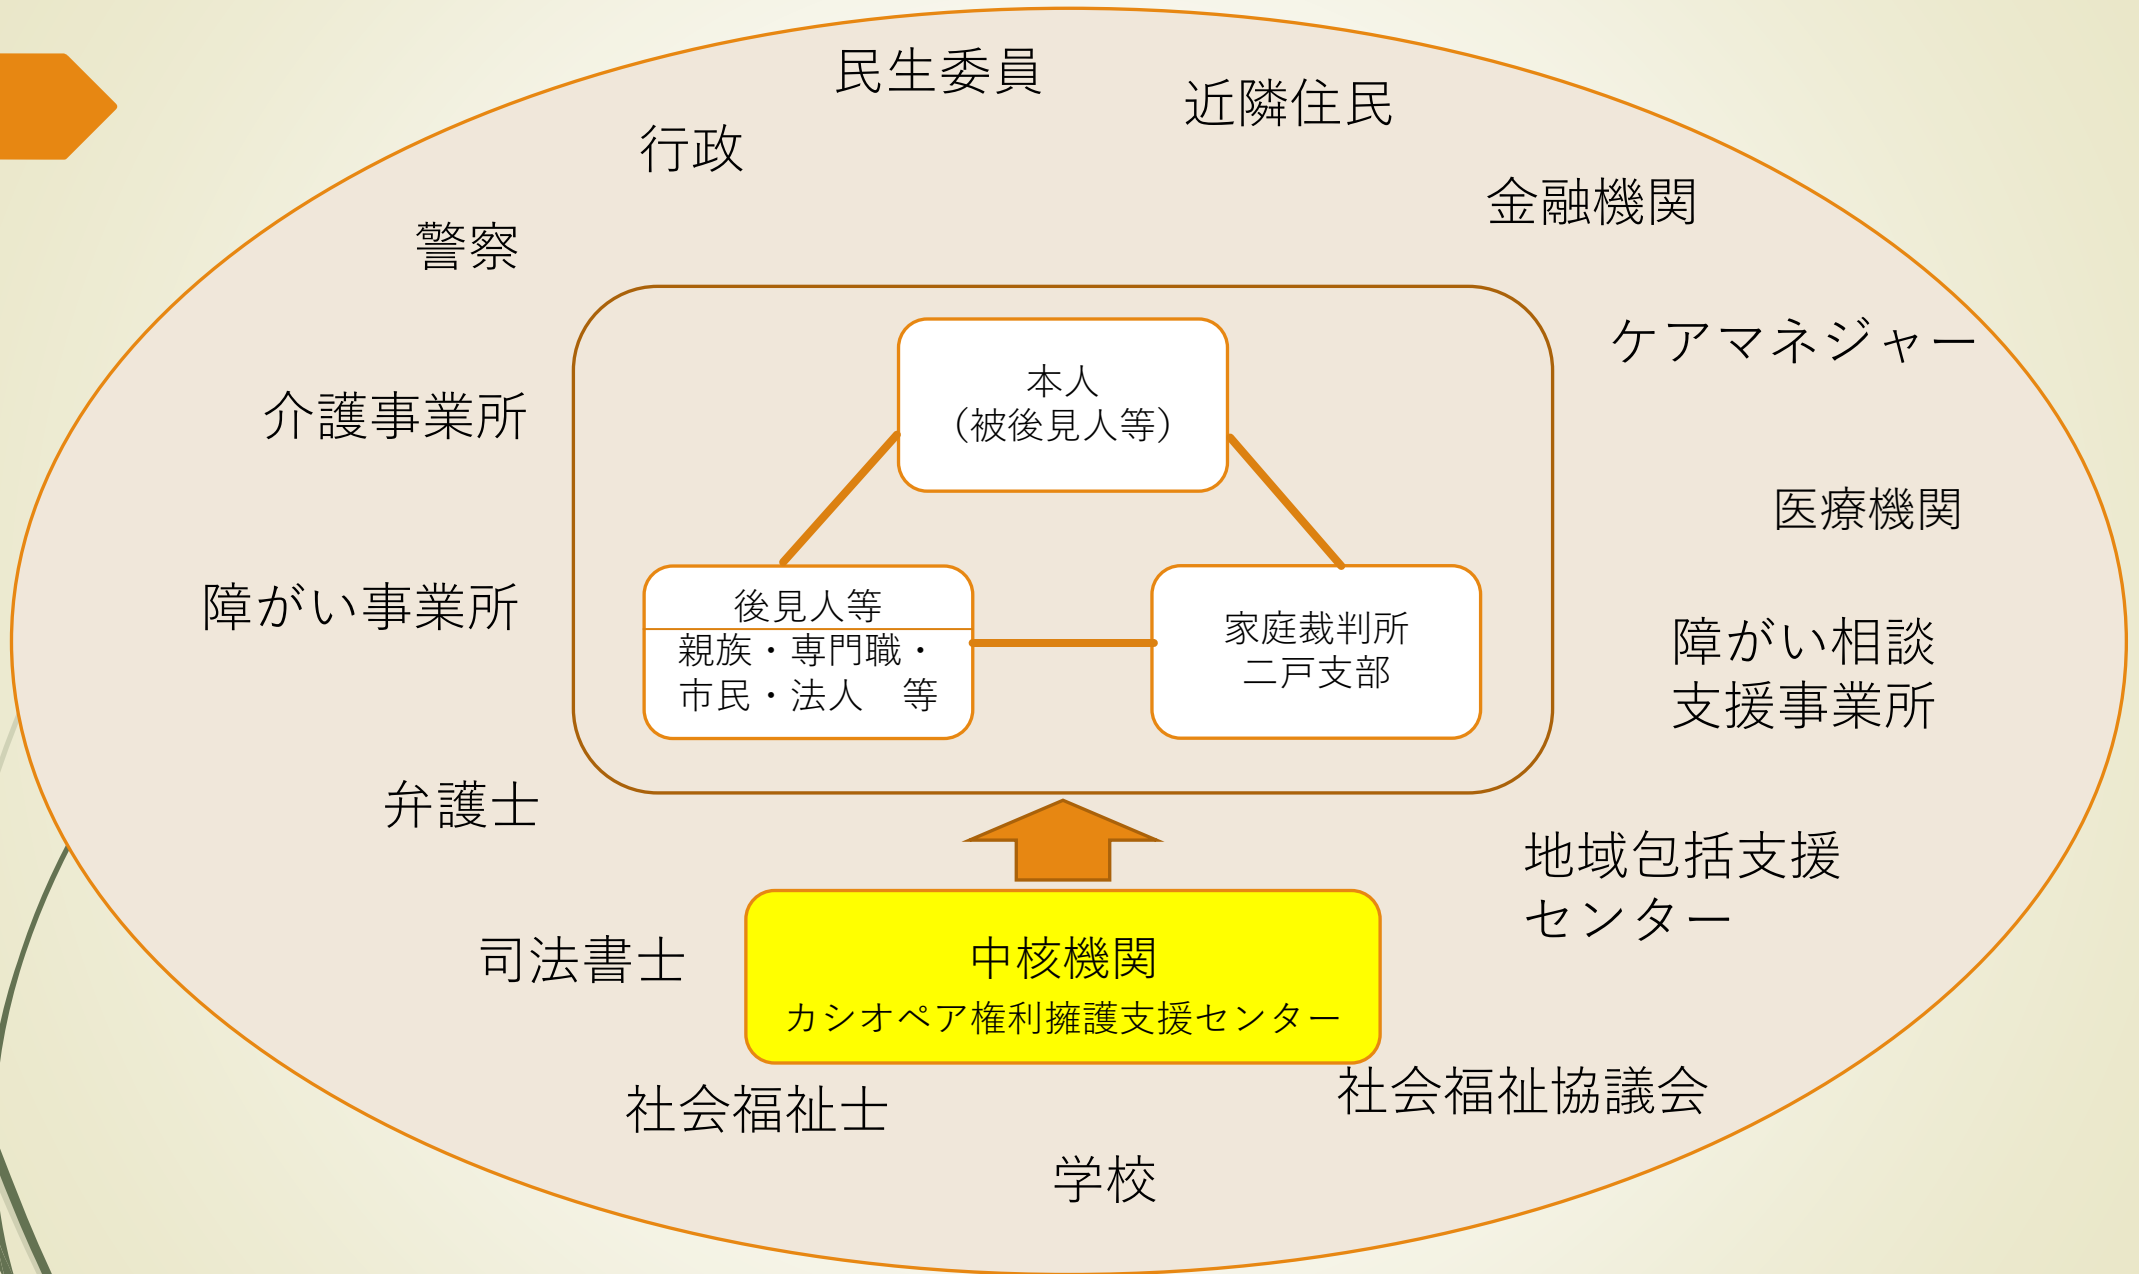 民生委員
近隣住民
行政
金融機関
警察
ケアマネジャー
本人
（被後見人等）
介護事業所
医療機関
障がい事業所
後見人等
親族・専門職・
市民・法人　等
家庭裁判所
二戸支部
障がい相談
支援事業所
弁護士
地域包括支援
センター
司法書士
中核機関
カシオペア権利擁護支援センター
社会福祉士
社会福祉協議会
学校